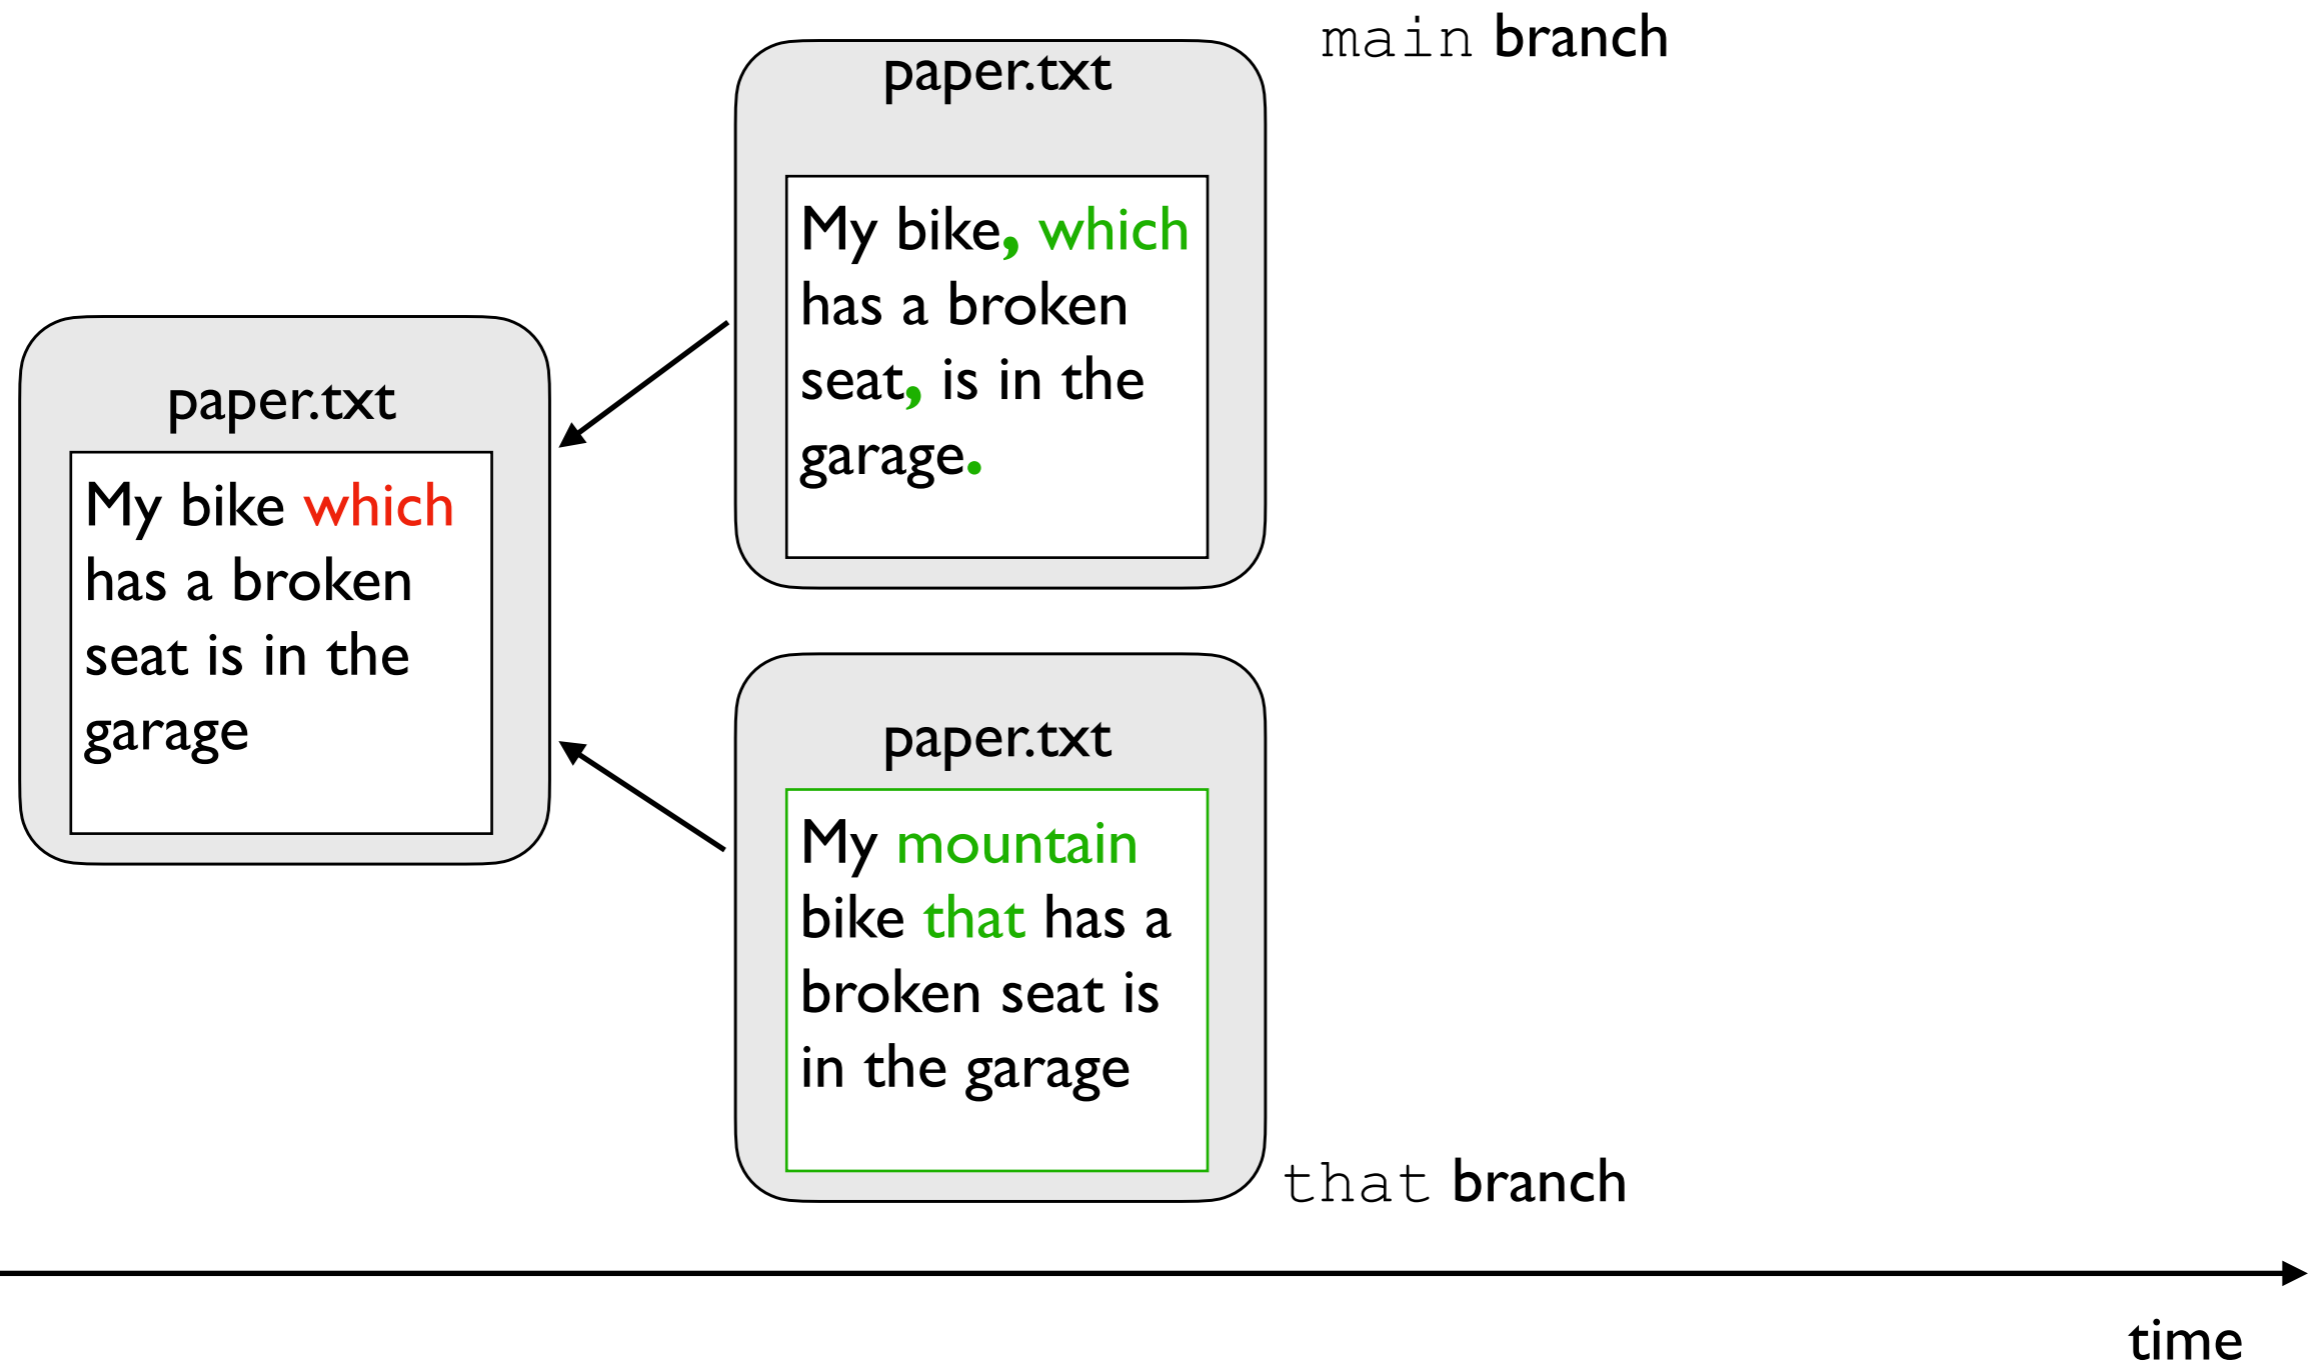 main branch
paper.txt
My bike, which
has a broken
seat, is in the
garage.
paper.txt
My bike which
has a broken
seat is in the
garage
paper.txt
My mountain
bike that has a
broken seat is
in the garage
that branch
time